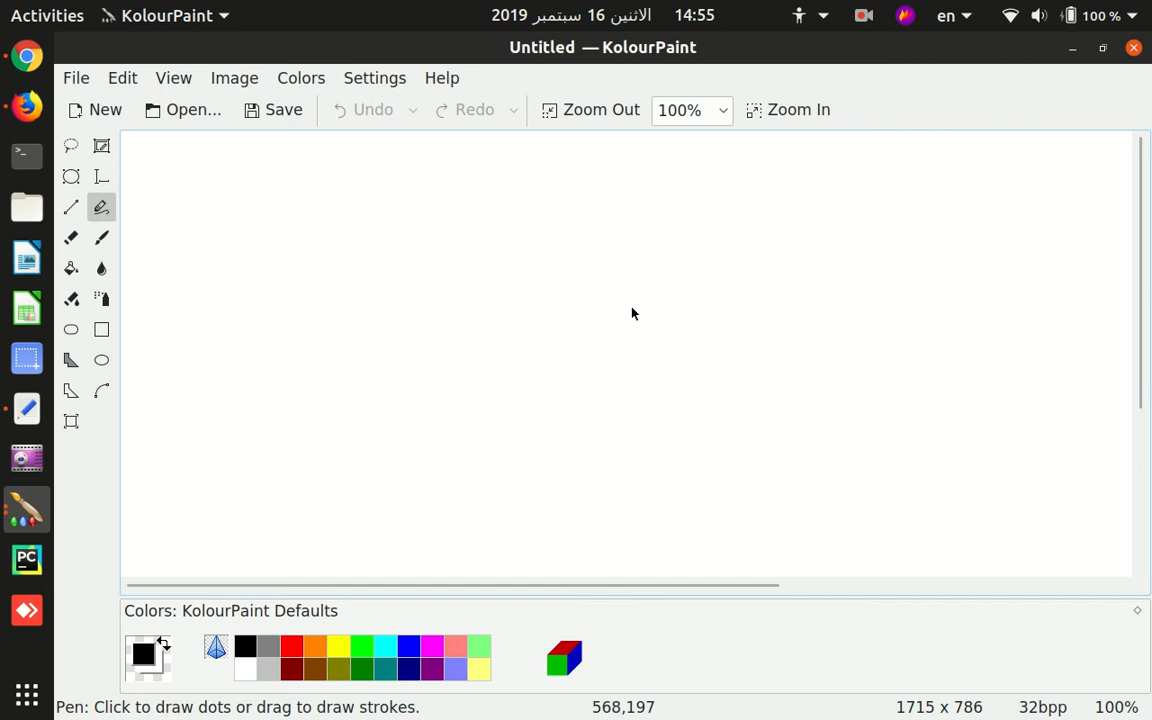 Activities KolourPaint الاثنين 16 سبتمبر 2019 14:55 en 100 %
Untitled — KolourPaint
File Edit View Image Colors Settings Help
New Open... Save Undo Redo Zoom Out 100% Zoom In
>_
PC
Colors: KolourPaint Defaults
Pen: Click to draw dots or drag to draw strokes. 568,197 1715 x 786 32bpp 100%